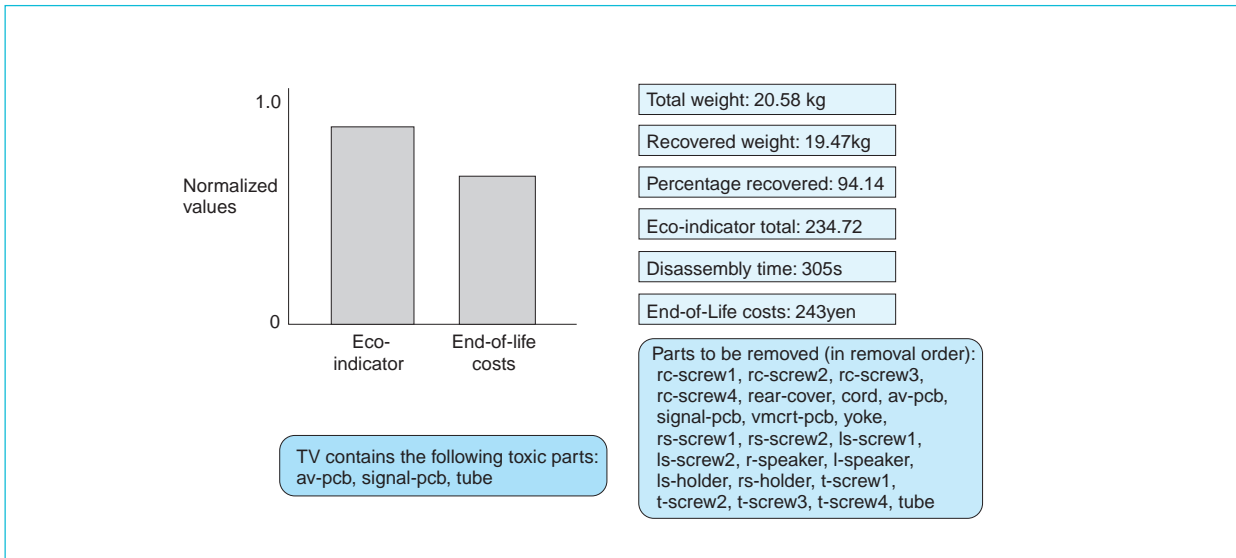 1.0
Normalized
values
0
Eco-
indicator
End-of-life
costs
TV contains the following toxic parts:
av-pcb, signal-pcb, tube
Total weight: 20.58 kg
Recovered weight: 19.47kg
Percentage recovered: 94.14
Eco-indicator total: 234.72
Disassembly time: 305s
End-of-Life costs: 243yen
Parts to be removed (in removal order):
rc-screw1, rc-screw2, rc-screw3,
rc-screw4, rear-cover, cord, av-pcb,
signal-pcb, vmcrt-pcb, yoke,
rs-screw1, rs-screw2, ls-screw1,
ls-screw2, r-speaker, l-speaker,
ls-holder, rs-holder, t-screw1,
t-screw2, t-screw3, t-screw4, tube